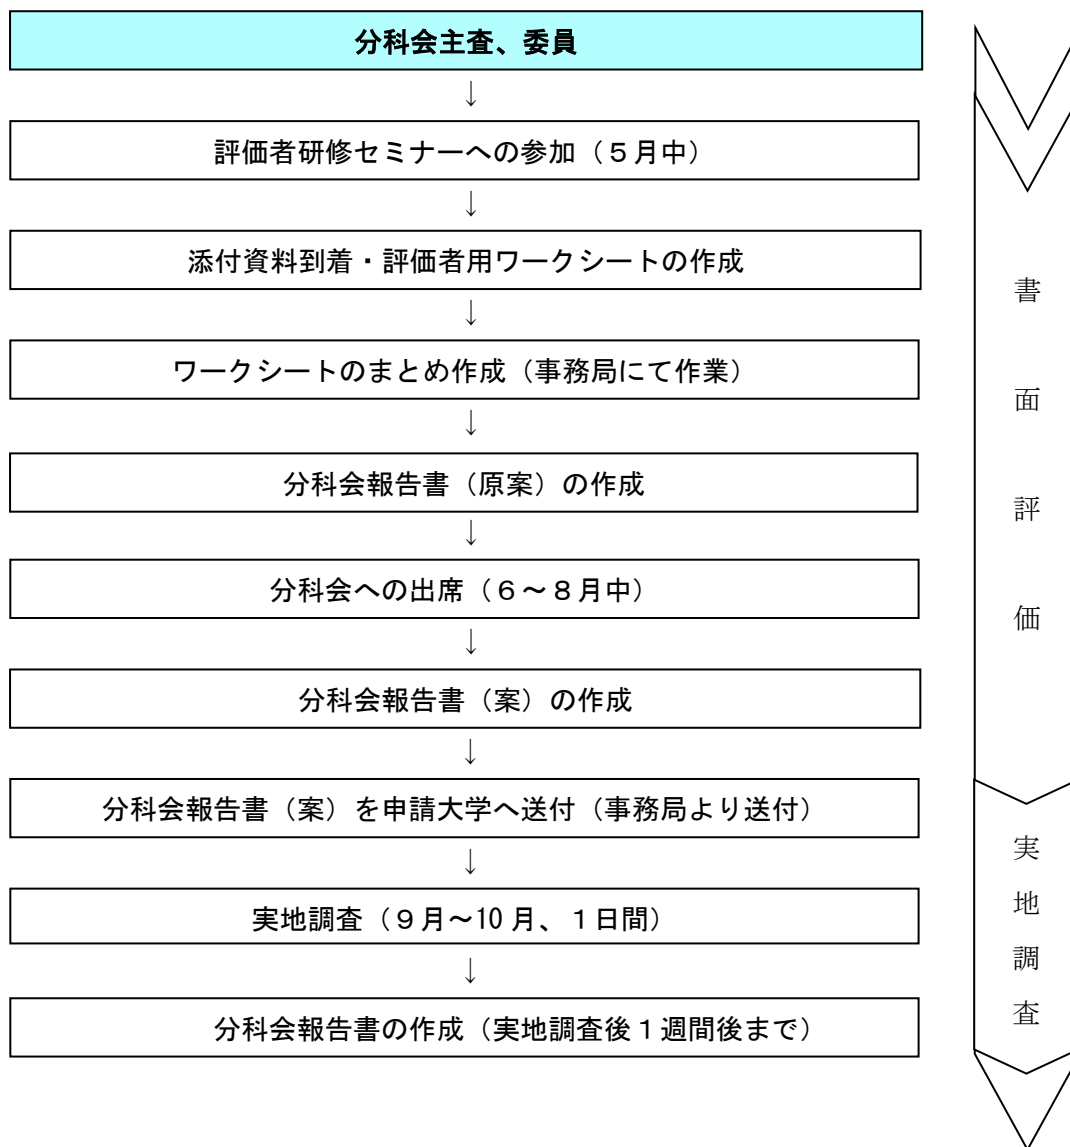 分科会主査、委員
↓
評価者研修セミナーへの参加（５月中）
↓
添付資料到着・評価者用ワークシートの作成
↓
ワークシートのまとめ作成（事務局にて作業）
↓
分科会報告書（原案）の作成
↓
分科会への出席（６～８月中）
↓
分科会報告書（案）の作成
↓
分科会報告書（案）を申請大学へ送付（事務局より送付）
↓
実地調査（９月～10月、１日間）
↓
分科会報告書の作成（実地調査後１週間後まで）
書面評価
実地調査